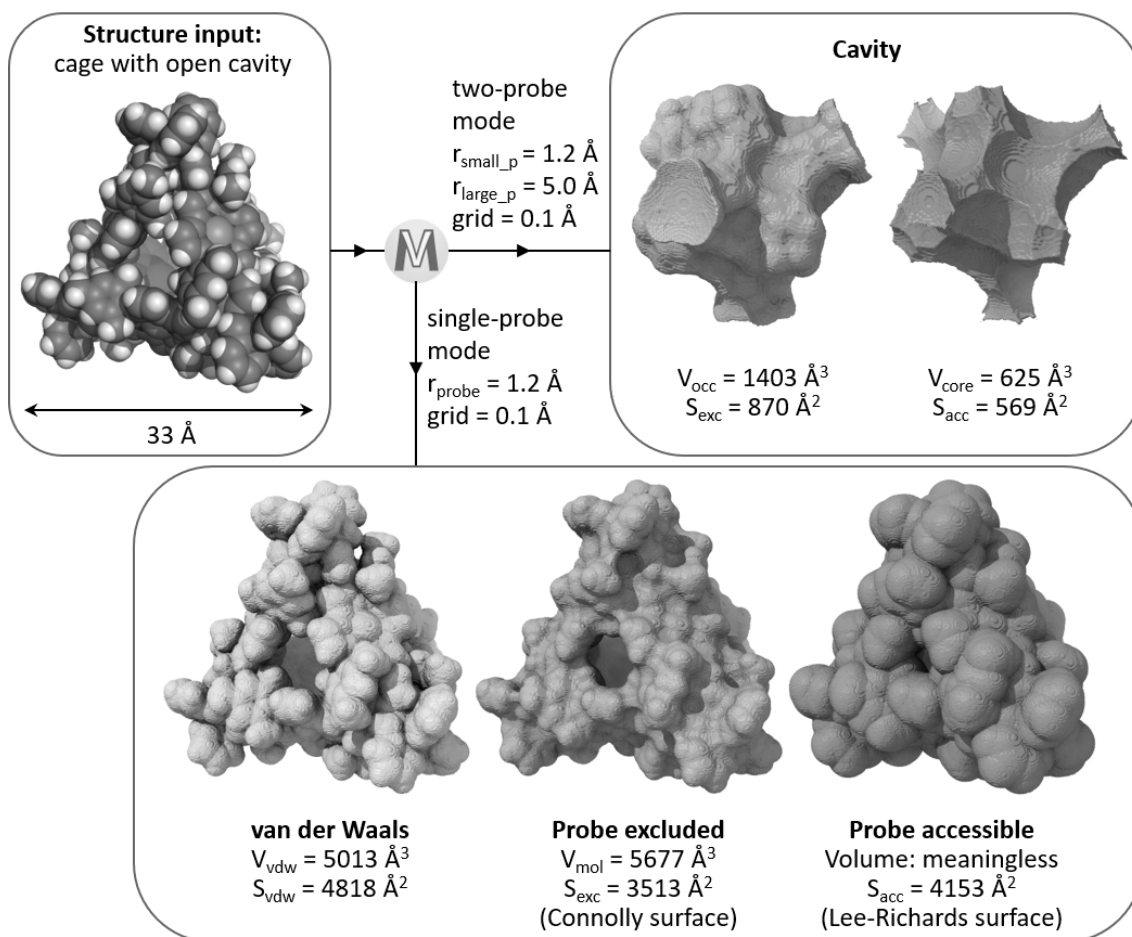 Structure input:
cage with open cavity
33 Å
two-probe
mode
r_small_p = 1.2 Å
r_large_p = 5.0 Å
grid = 0.1 Å
M
single-probe
mode
r_probe = 1.2 Å
grid = 0.1 Å
Cavity
V_occ = 1403 Å³
S_exc = 870 Å²
V_core = 625 Å³
S_acc = 569 Å²
van der Waals
V_vdw = 5013 Å³
S_vdw = 4818 Å²
Probe excluded
V_mol = 5677 Å³
S_exc = 3513 Å²
(Connolly surface)
Probe accessible
Volume: meaningless
S_acc = 4153 Å²
(Lee-Richards surface)